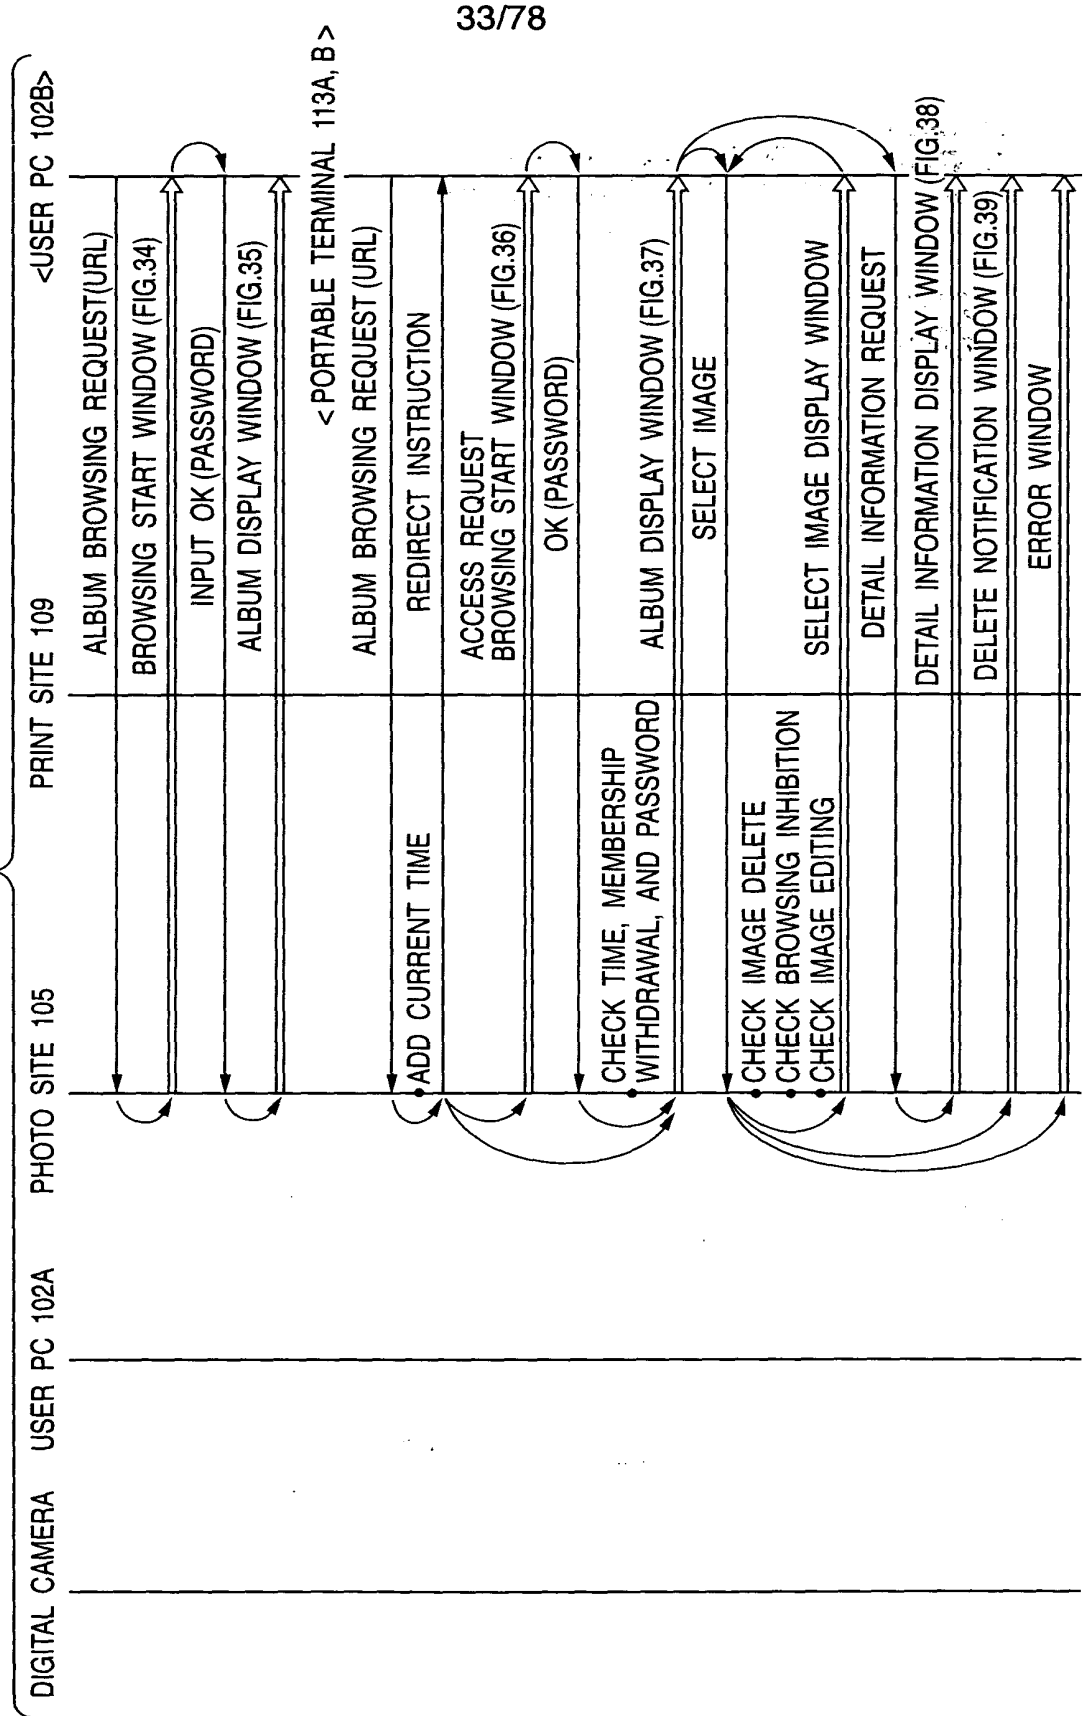 33/78
DIGITAL CAMERA
USER PC 102A
PHOTO SITE 105
PRINT SITE 109
<USER PC 102B>
ALBUM BROWSING REQUEST(URL)
BROWSING START WINDOW (FIG.34)
INPUT OK (PASSWORD)
ALBUM DISPLAY WINDOW (FIG.35)
< PORTABLE TERMINAL 113A, B >
ALBUM BROWSING REQUEST (URL)
ADD CURRENT TIME
REDIRECT INSTRUCTION
ACCESS REQUEST
BROWSING START WINDOW (FIG.36)
OK (PASSWORD)
CHECK TIME, MEMBERSHIP
WITHDRAWAL, AND PASSWORD
ALBUM DISPLAY WINDOW (FIG.37)
SELECT IMAGE
CHECK IMAGE DELETE
CHECK BROWSING INHIBITION
CHECK IMAGE EDITING
SELECT IMAGE DISPLAY WINDOW
DETAIL INFORMATION REQUEST
DETAIL INFORMATION DISPLAY WINDOW (FIG.38)
DELETE NOTIFICATION WINDOW (FIG.39)
ERROR WINDOW